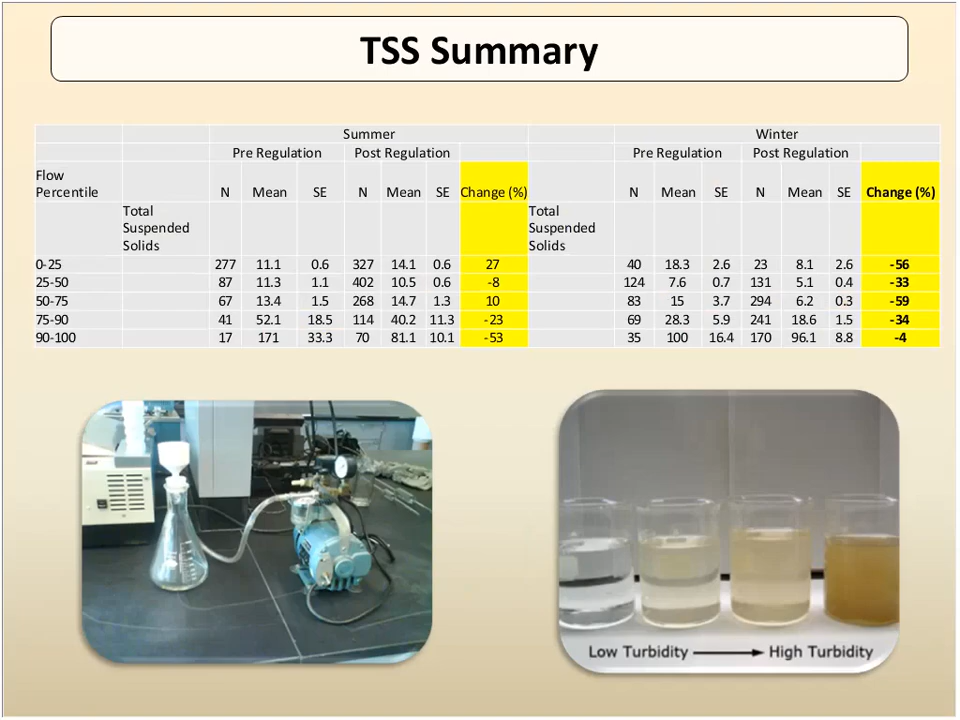 TSS Summary
Summer Winter
Pre Regulation Post Regulation Pre Regulation Post Regulation
Flow
Percentile N Mean SE N Mean SE Change (%) N Mean SE N Mean SE Change (%)
Total Total
Suspended Suspended
Solids Solids
0-25 277 11.1 0.6 327 14.1 0.6 27 40 18.3 2.6 23 8.1 2.6 -56
25-50 87 11.3 1.1 402 10.5 0.6 -8 124 7.6 0.7 131 5.1 0.4 -33
50-75 67 13.4 1.5 268 14.7 1.3 10 83 15 3.7 294 6.2 0.3 -59
75-90 41 52.1 18.5 114 40.2 11.3 -23 69 28.3 5.9 241 18.6 1.5 -34
90-100 17 171 33.3 70 81.1 10.1 -53 35 100 16.4 170 96.1 8.8 -4
Low Turbidity High Turbidity